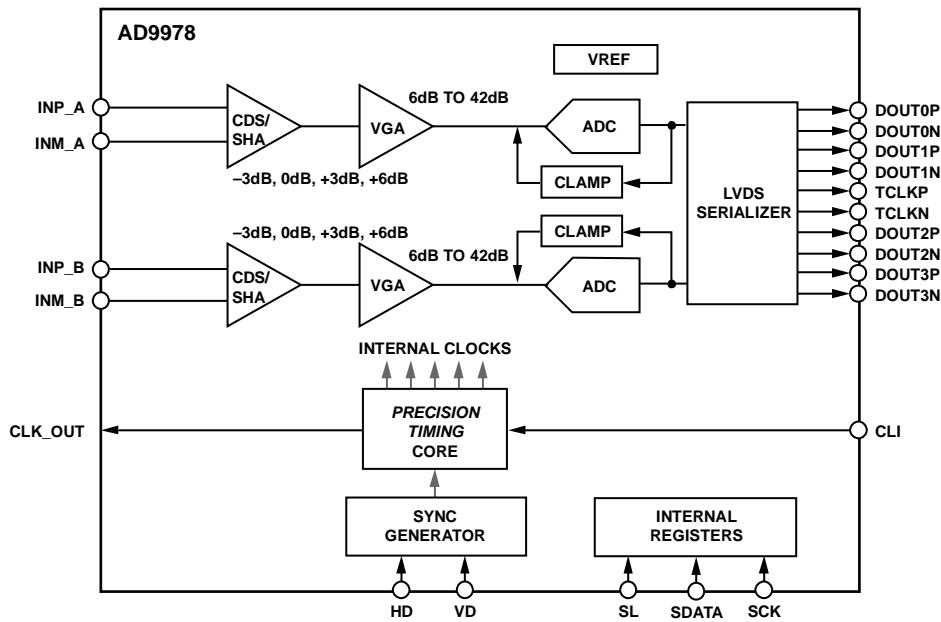 AD9978
VREF
INP_A
INM_A
CDS/
SHA
VGA
6dB TO 42dB
ADC
CLAMP
–3dB, 0dB, +3dB, +6dB
–3dB, 0dB, +3dB, +6dB
CLAMP
INP_B
INM_B
CDS/
SHA
VGA
6dB TO 42dB
ADC
LVDS
SERIALIZER
DOUT0P
DOUT0N
DOUT1P
DOUT1N
TCLKP
TCLKN
DOUT2P
DOUT2N
DOUT3P
DOUT3N
INTERNAL CLOCKS
CLK_OUT
PRECISION
TIMING
CORE
CLI
SYNC
GENERATOR
INTERNAL
REGISTERS
HD
VD
SL
SDATA
SCK